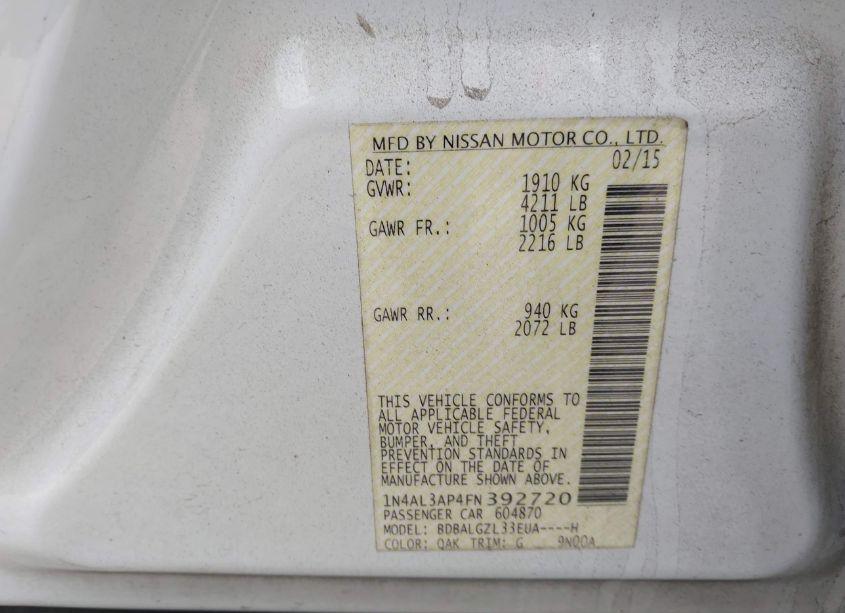 MFD BY NISSAN MOTOR CO., LTD.
DATE: 02/15
GVWR: 1910 KG
4211 LB
GAWR FR.: 1005 KG
2216 LB
GAWR RR.: 940 KG
2072 LB
THIS VEHICLE CONFORMS TO
ALL APPLICABLE FEDERAL
MOTOR VEHICLE SAFETY,
BUMPER, AND THEFT
PREVENTION STANDARDS IN
EFFECT ON THE DATE OF
MANUFACTURE SHOWN ABOVE.
1N4AL3AP4FN392720
PASSENGER CAR 604870
MODEL: BDBALGZL33EUA----H
COLOR: QAK TRIM: G 9NQ0A